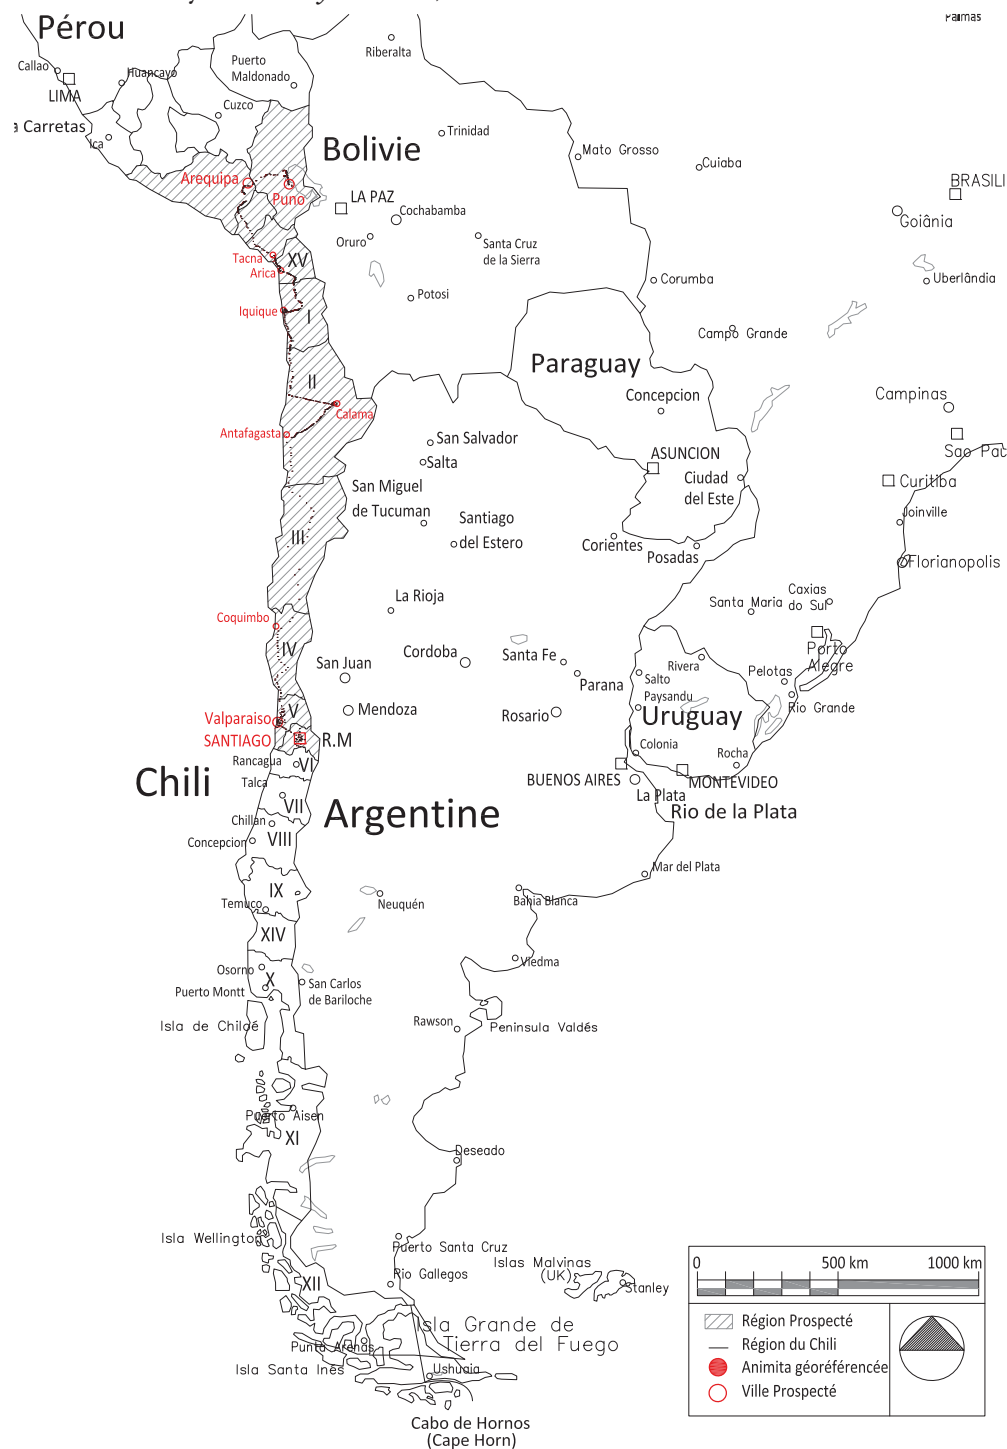 Pérou
Palmas
Riberalta
Callao
Huancayo
Puerto
Maldonado
LIMA
Cuzco
a Carretas
Ica
Trinidad
Bolivie
Mato Grosso
Cuiaba
Arequipa
Puno
LA PAZ
BRASILI
Cochabamba
Goiânia
Oruro
Santa Cruz
de la Sierra
Tacna
XV
Arica
Corumba
Uberlândia
Potosi
Iquique
I
Campo Grande
Paraguay
II
Concepcion
Campinas
Calama
Antafagasta
San Salvador
Sao Pac
ASUNCION
Salta
Ciudad
del Este
Curitiba
San Miguel
de Tucuman
Santiago
del Estero
Joinville
III
Corientes
Posadas
Florianopolis
La Rioja
Caxias
do Sul
Santa Maria
Coquimbo
IV
Cordoba
San Juan
Santa Fe
Rivera
Porto
Alegre
Parana
Salto
Pelotas
Paysandu
Mendoza
Rosario
Uruguay
Rio Grande
V
Valparaiso
SANTIAGO
R.M
Colonia
Rocha
Rancagua
VI
Chili
BUENOS AIRES
MONTEVIDEO
Talca
La Plata
VII
Argentine
Rio de la Plata
Chillan
Concepcion
VIII
Mar del Plata
IX
Temuco
Neuquén
Bahia Blanca
XIV
Osorno
X
Viedma
Puerto Montt
San Carlos
de Bariloche
Isla de Chiloé
Rawson
Peninsula Valdés
Puerto Aisen
XI
Deseado
Isla Wellington
Puerto Santa Cruz
Islas Malvinas
(UK)
XII
Rio Gallegos
Stanley
Isla Grande de
Tierra del Fuego
Punta Arenas
Isla Santa Inés
Ushuaia
Cabo de Hornos
(Cape Horn)
0 500 km 1000 km
Région Prospecté
Région du Chili
Animita géoréférencée
Ville Prospecté